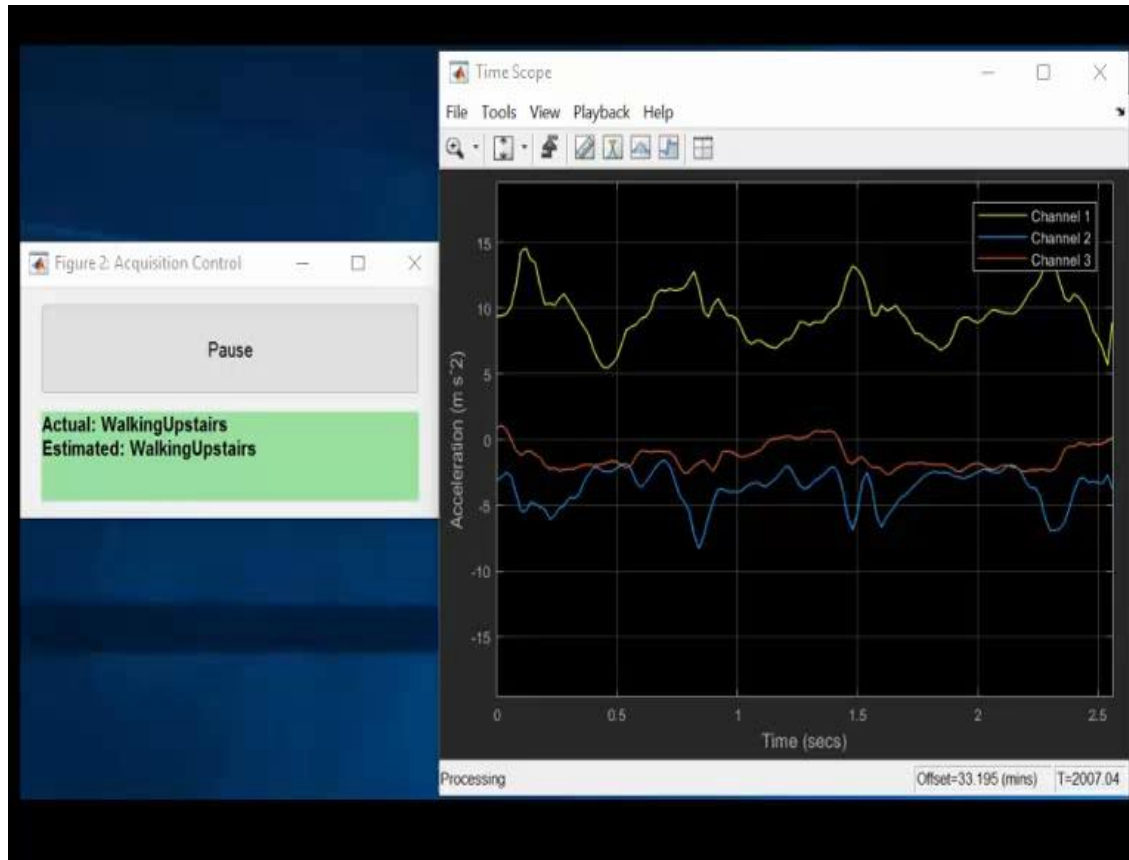 Time Scope
File Tools View Playback Help
Channel 1
Channel 2
Channel 3
15
10
5
0
-5
-10
-15
Acceleration (m s^2)
0 0.5 1 1.5 2 2.5
Time (secs)
Processing Offset=33.195 (mins) T=2007.04
Figure 2: Acquisition Control
Pause
Actual: WalkingUpstairs
Estimated: WalkingUpstairs